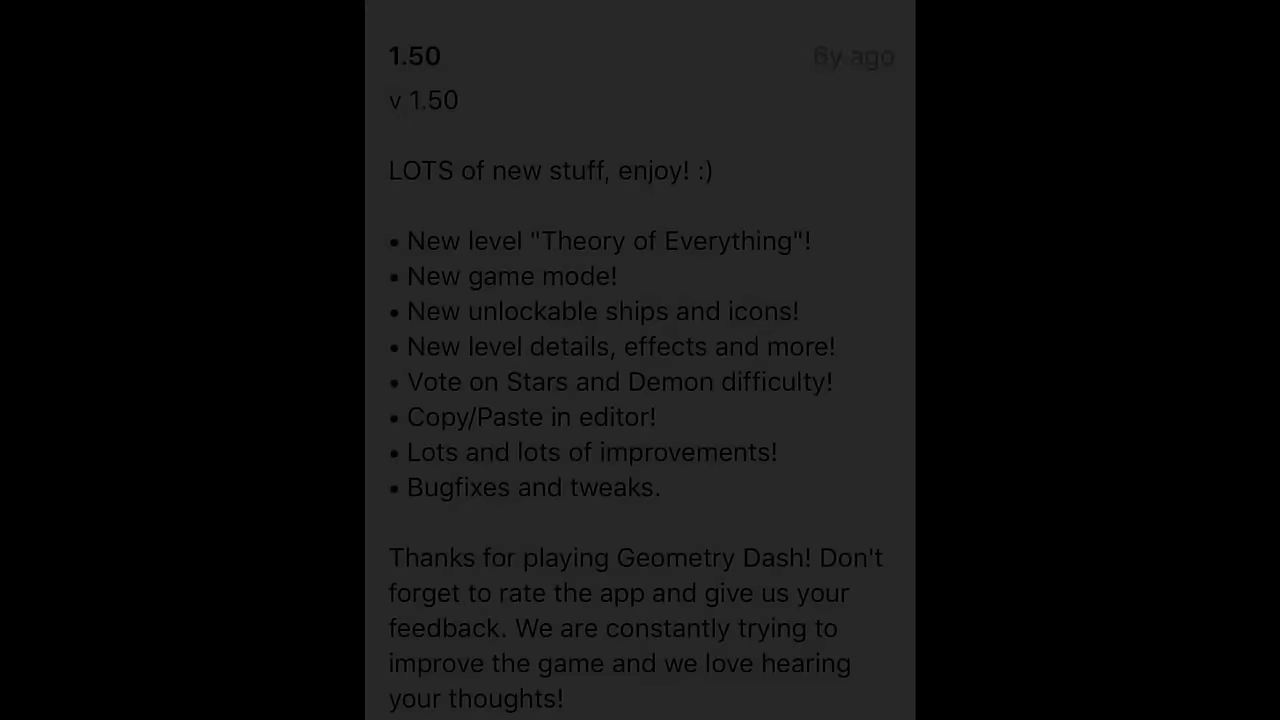 1.50 6y ago
v 1.50
LOTS of new stuff, enjoy! :)
• New level "Theory of Everything"!
• New game mode!
• New unlockable ships and icons!
• New level details, effects and more!
• Vote on Stars and Demon difficulty!
• Copy/Paste in editor!
• Lots and lots of improvements!
• Bugfixes and tweaks.
Thanks for playing Geometry Dash! Don't
forget to rate the app and give us your
feedback. We are constantly trying to
improve the game and we love hearing
your thoughts!